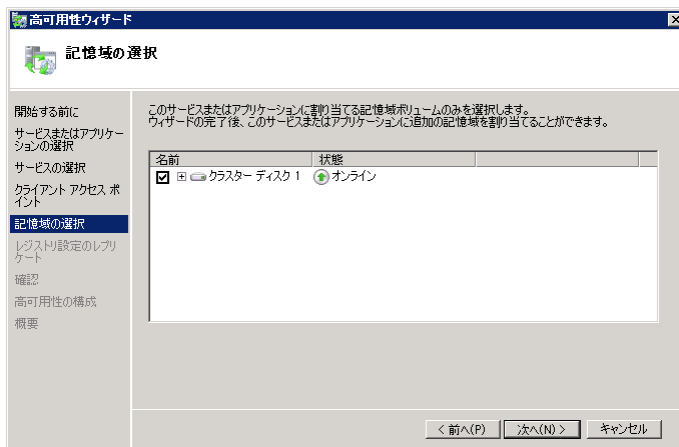 高可用性ウィザード
記憶域の選択
開始する前に
サービスまたはアプリケー
ションの選択
サービスの選択
クライアント アクセス ポ
イント
記憶域の選択
レジストリ設定のレプリ
ケート
確認
高可用性の構成
概要
このサービスまたはアプリケーションに割り当てる記憶域ボリュームのみを選択します。
ウィザードの完了後、このサービスまたはアプリケーションに追加の記憶域を割り当てることができます。
名前 状態
クラスター ディスク 1 オンライン
< 前へ(P) 次へ(N) > キャンセル